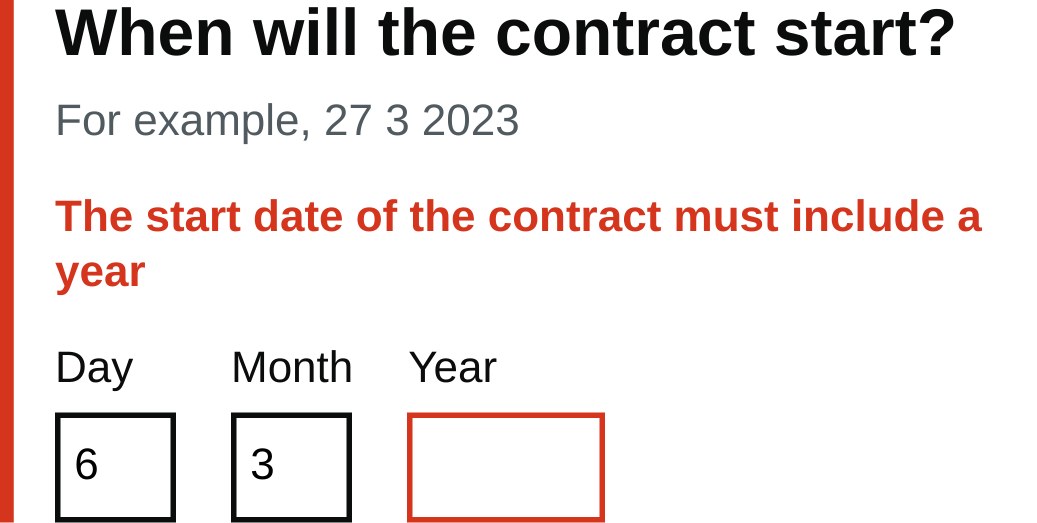 When will the contract start?
For example, 27 3 2023
The start date of the contract must include a
year
Day Month Year
6 3